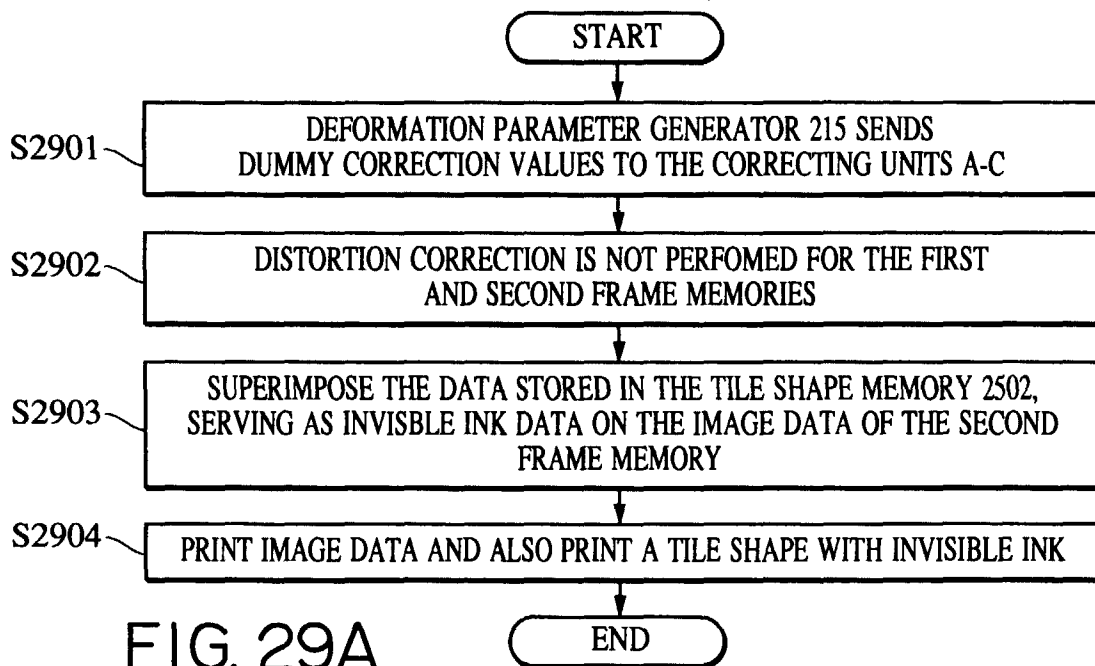 START
S2901
DEFORMATION PARAMETER GENERATOR 215 SENDS
DUMMY CORRECTION VALUES TO THE CORRECTING UNITS A-C
S2902
DISTORTION CORRECTION IS NOT PERFOMED FOR THE FIRST
AND SECOND FRAME MEMORIES
S2903
SUPERIMPOSE THE DATA STORED IN THE TILE SHAPE MEMORY 2502,
SERVING AS INVISBLE INK DATA ON THE IMAGE DATA OF THE SECOND
FRAME MEMORY
S2904
PRINT IMAGE DATA AND ALSO PRINT A TILE SHAPE WITH INVISIBLE INK
END
FIG. 29A